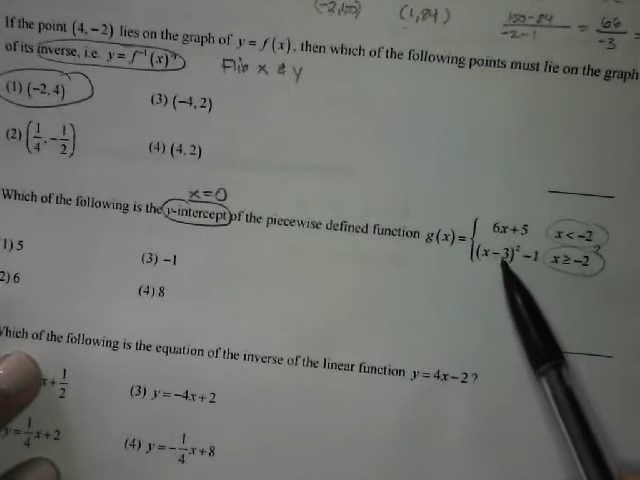 (-2,100) (1,84) 150-84/-2-1 = 66/-3 =
If the point (4,-2) lies on the graph of y=f(x), then which of the following points must lie on the graph
of its inverse, i.e. y=f⁻¹(x)?
Flip x & y
(1) (-2,4) (3) (-4,2)
(2) (1/4,-1/2) (4) (4,2)
x=0
Which of the following is the y-intercept of the piecewise defined function g(x)={ 6x+5 x<-2
(x-3)²-1 x≥-2 ?
1) 5 (3) -1
2) 6 (4) 8
Which of the following is the equation of the inverse of the linear function y=4x-2?
x+1/2 (3) y=-4x+2
y=1/4x+2 (4) y=-1/4x+8